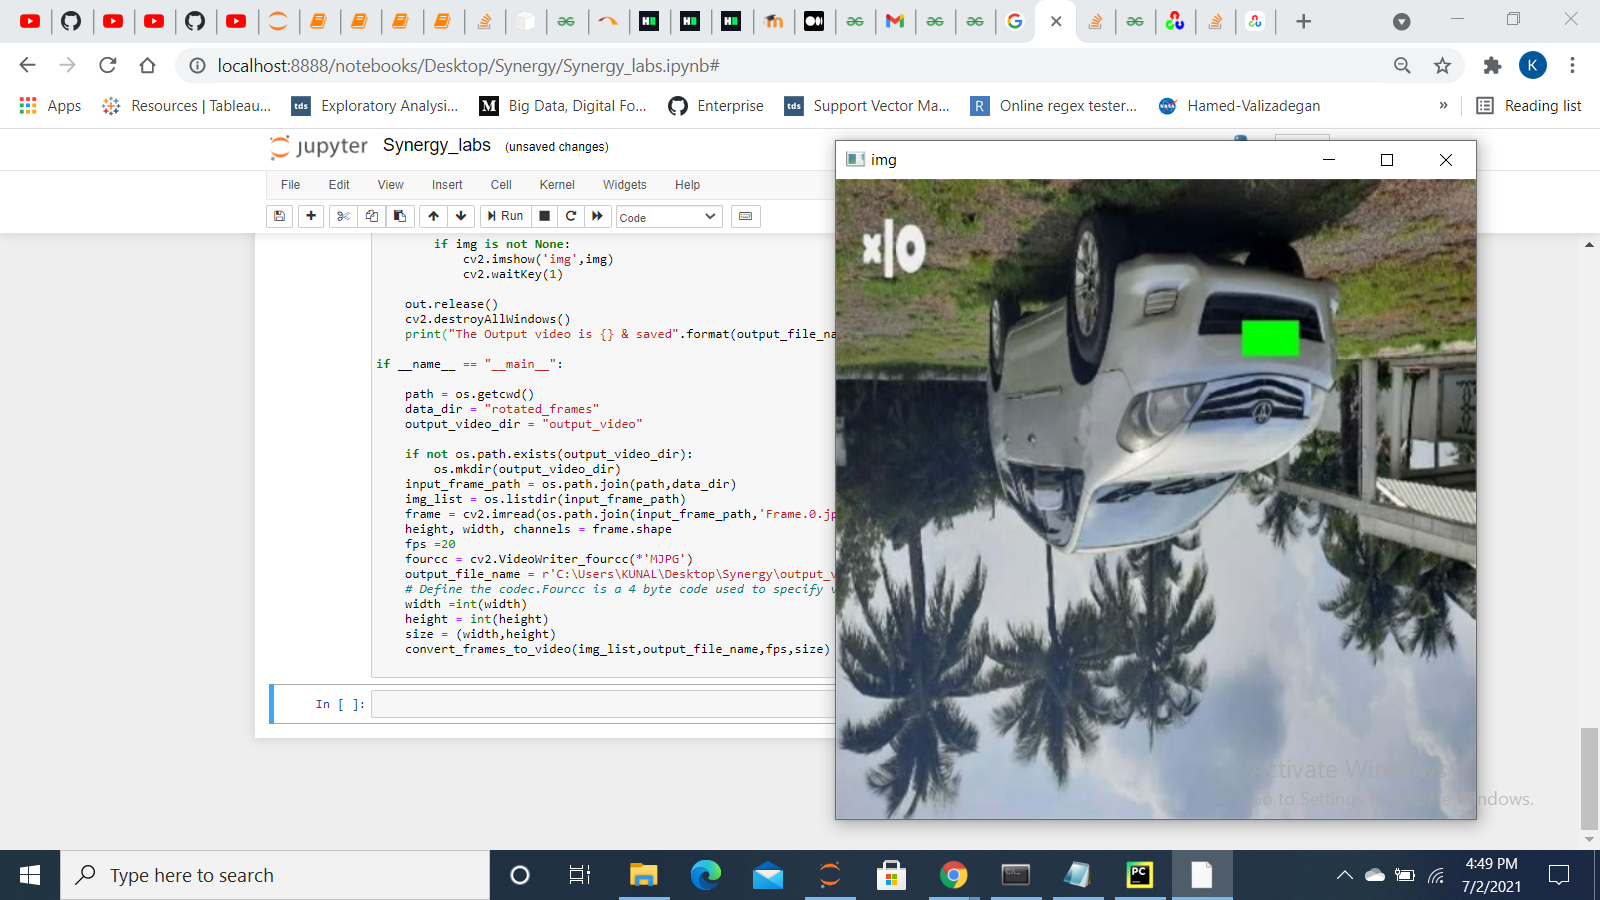 K
localhost:8888/notebooks/Desktop/Synergy/Synergy_labs.ipynb#
Apps
Resources | Tableau...
tds
Exploratory Analysi...
M
Big Data, Digital Fo...
Enterprise
tds
Support Vector Ma...
R
Online regex tester...
Hamed-Valizadegan
»
Reading list
jupyter
Synergy_labs
(unsaved changes)
File
Edit
View
Insert
Cell
Kernel
Widgets
Help
Run
Code
if img is not None:
cv2.imshow('img',img)
cv2.waitKey(1)
out.release()
cv2.destroyAllWindows()
print("The Output video is {} & saved".format(output_file_na
if __name__ == "__main__":
path = os.getcwd()
data_dir = "rotated_frames"
output_video_dir = "output_video"
if not os.path.exists(output_video_dir):
os.mkdir(output_video_dir)
input_frame_path = os.path.join(path,data_dir)
img_list = os.listdir(input_frame_path)
frame = cv2.imread(os.path.join(input_frame_path,'Frame.0.jp
height, width, channels = frame.shape
fps =20
fourcc = cv2.VideoWriter_fourcc(*'MJPG')
output_file_name = r'C:\Users\KUNAL\Desktop\Synergy\output_v
# Define the codec.Fourcc is a 4 byte code used to specify v
width =int(width)
height = int(height)
size = (width,height)
convert_frames_to_video(img_list,output_file_name,fps,size)
In [ ]:
img
Activate Windows
Go to Settings to activate Windows.
Type here to search
PC
4:49 PM
7/2/2021